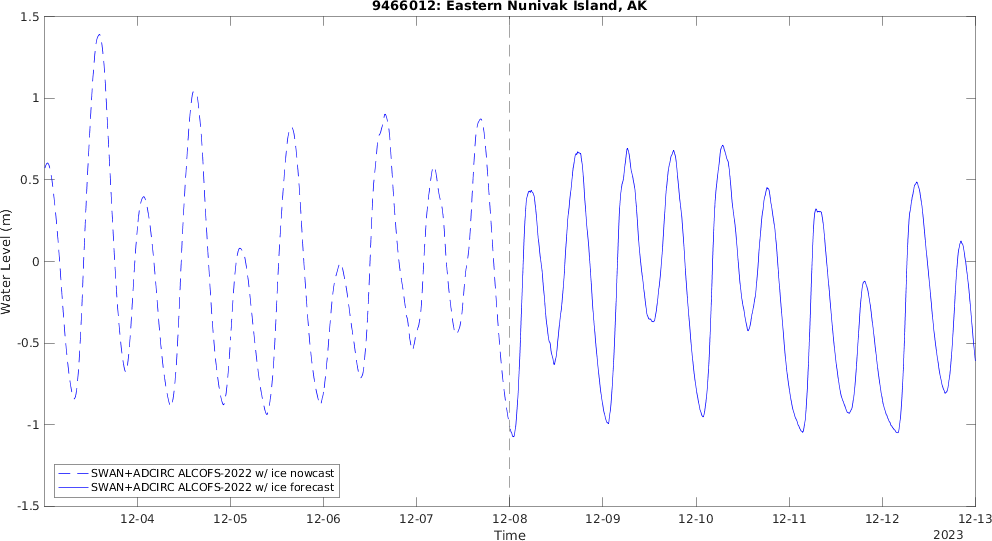 9466012: Eastern Nunivak Island, AK
1.5
1
0.5
0
-0.5
-1
-1.5
Water Level (m)
SWAN+ADCIRC ALCOFS-2022 w/ ice nowcast
SWAN+ADCIRC ALCOFS-2022 w/ ice forecast
12-04 12-05 12-06 12-07 12-08 12-09 12-10 12-11 12-12 12-13
Time
2023